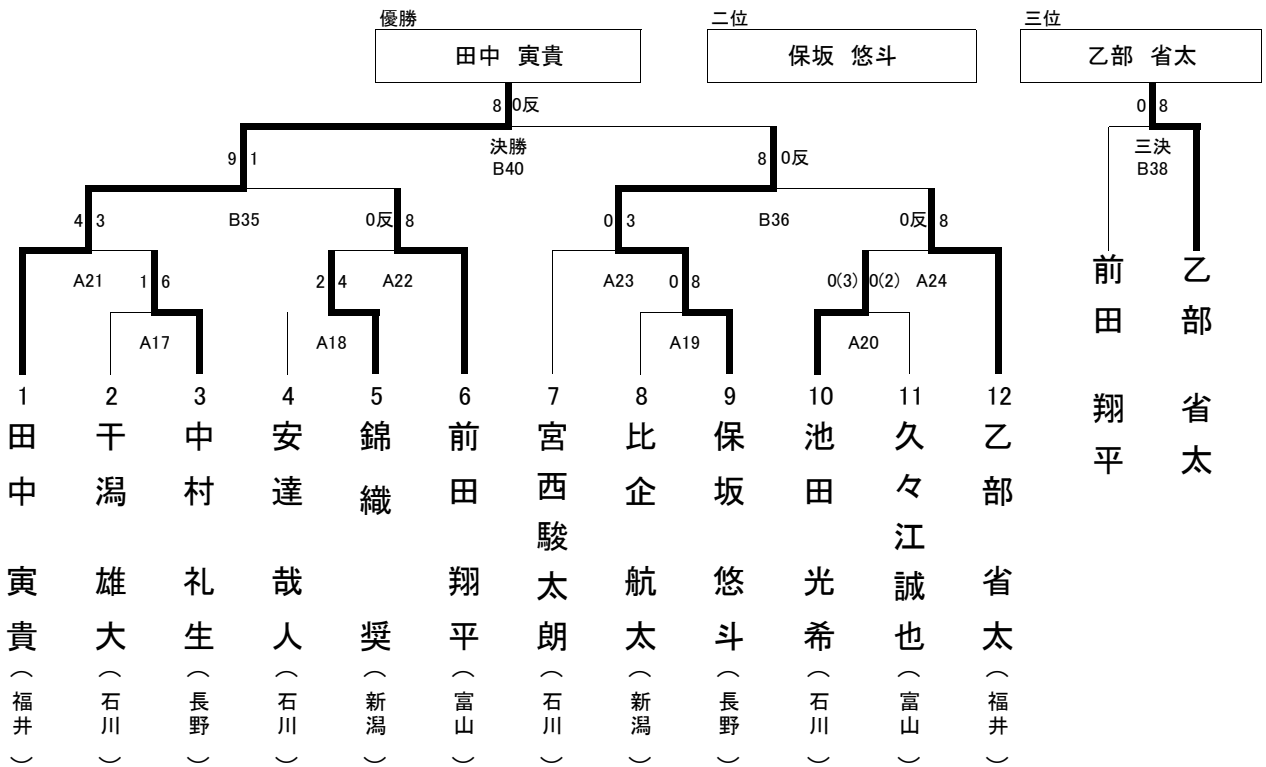 優勝
二位
三位
田中 寅貴
保坂 悠斗
乙部 省太
8 0反
0 8
決勝
B40
三決
B38
9 1
8 0反
4 3
B35
0反 8
0 3
B36
0反 8
A21
1 6
2 4
A22
A23
0 8
0(3) 0(2)
A24
A17
A18
A19
A20
前田 翔平
乙部 省太
1 2 3 4 5 6 7 8 9 10 11 12
田中 寅貴(福井)
干潟 雄大(石川)
中村 礼生(長野)
安達 哉人(石川)
錦織 奨(新潟)
前田 翔平(富山)
宮西駿太朗(石川)
比企 航太(新潟)
保坂 悠斗(長野)
池田 光希(石川)
久々江誠也(富山)
乙部 省太(福井)